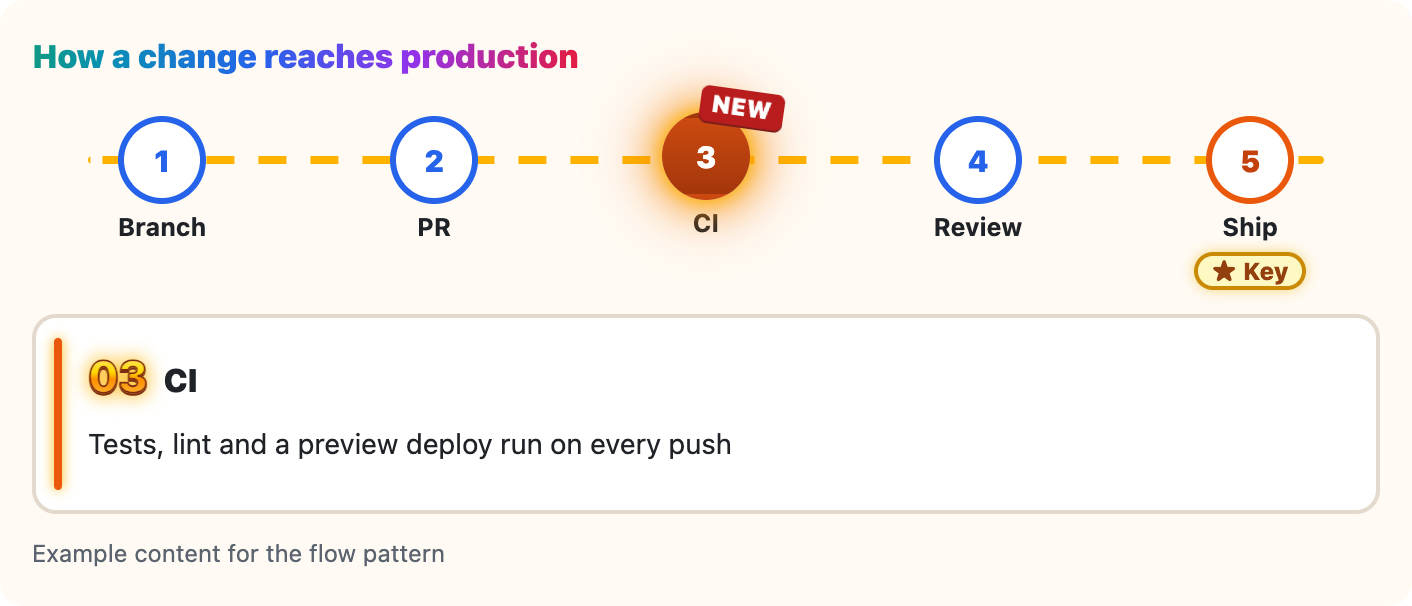 How a change reaches production
NEW
1 2 3 4 5
Branch PR CI Review Ship
Key
03 CI
Tests, lint and a preview deploy run on every push
Example content for the flow pattern